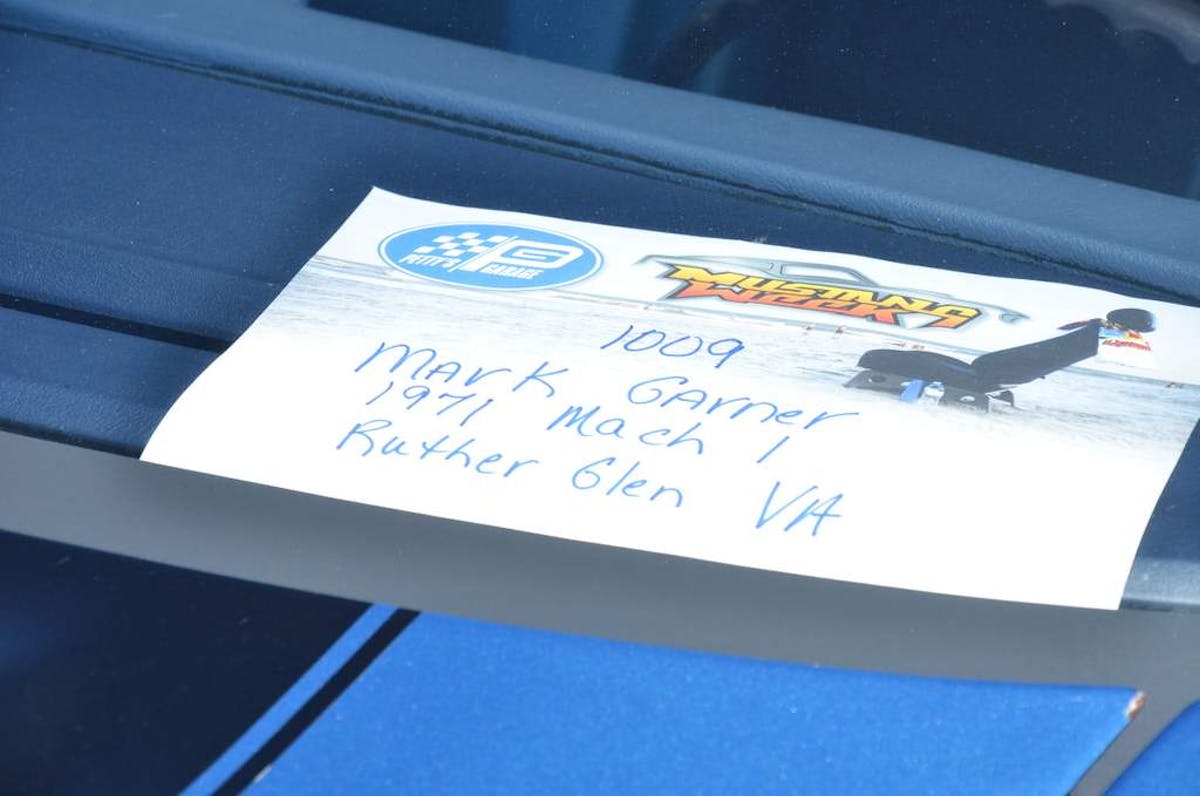 PETTY'S GARAGE
MUSTANG
WEEK
1009
Mark Garner
1971 Mach 1
Ruther Glen VA